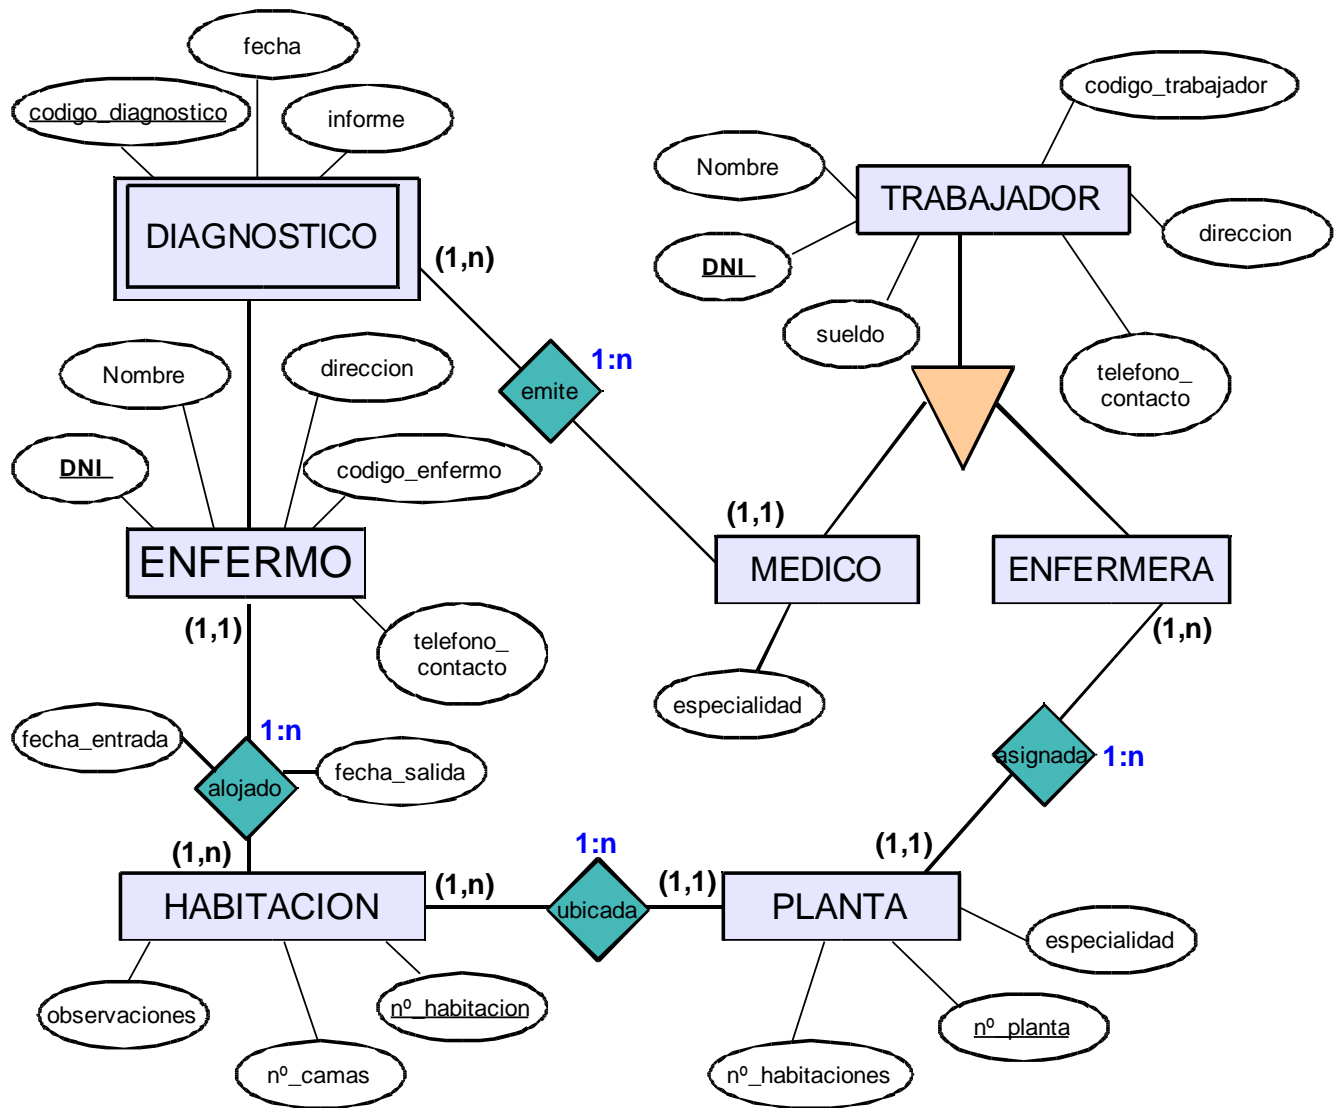 fecha
codigo_diagnostico
informe
codigo_trabajador
Nombre
TRABAJADOR
DIAGNOSTICO
direccion
(1,n)
DNI_
sueldo
1:n
Nombre
direccion
emite
telefono_
contacto
DNI_
codigo_enfermo
(1,1)
ENFERMO
MEDICO
ENFERMERA
(1,1)
(1,n)
telefono_
contacto
especialidad
fecha_entrada
1:n
fecha_salida
asignada
1:n
alojado
(1,n)
1:n
(1,1)
(1,n)
(1,1)
HABITACION
ubicada
PLANTA
especialidad
observaciones
nº_habitacion
nº_planta
nº_camas
nº_habitaciones